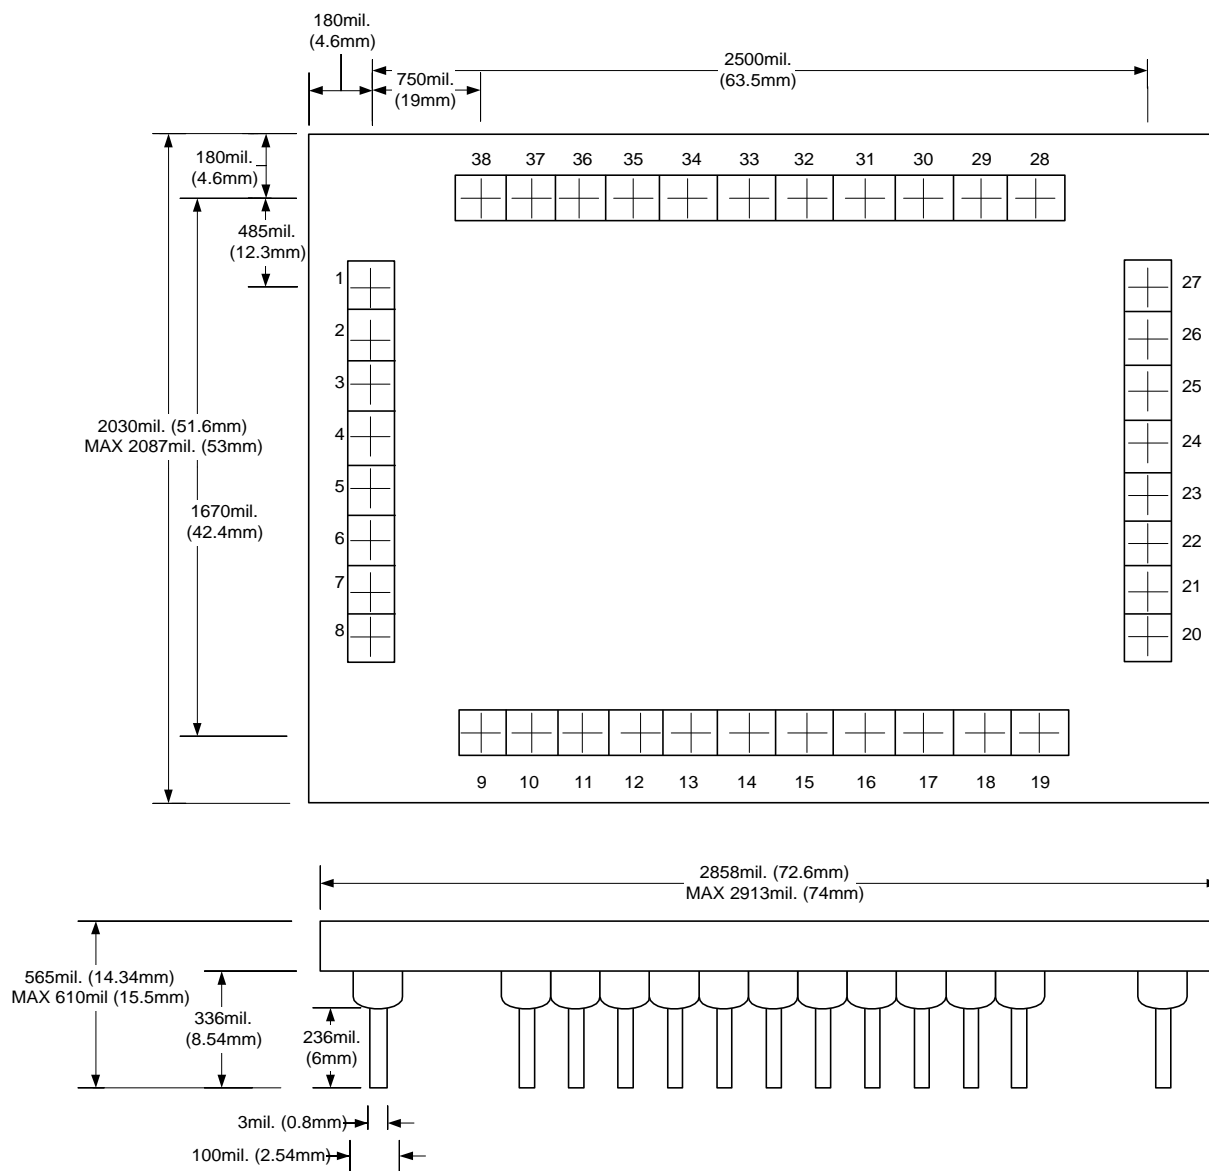 180mil.
(4.6mm)
750mil.
(19mm)
2500mil.
(63.5mm)
180mil.
(4.6mm)
485mil.
(12.3mm)
38 37 36 35 34 33 32 31 30 29 28
1
2
3
4
5
6
7
8
27
26
25
24
23
22
21
20
2030mil. (51.6mm)
MAX 2087mil. (53mm)
1670mil.
(42.4mm)
9 10 11 12 13 14 15 16 17 18 19
2858mil. (72.6mm)
MAX 2913mil. (74mm)
565mil. (14.34mm)
MAX 610mil (15.5mm)
336mil.
(8.54mm)
236mil.
(6mm)
3mil. (0.8mm)
100mil. (2.54mm)